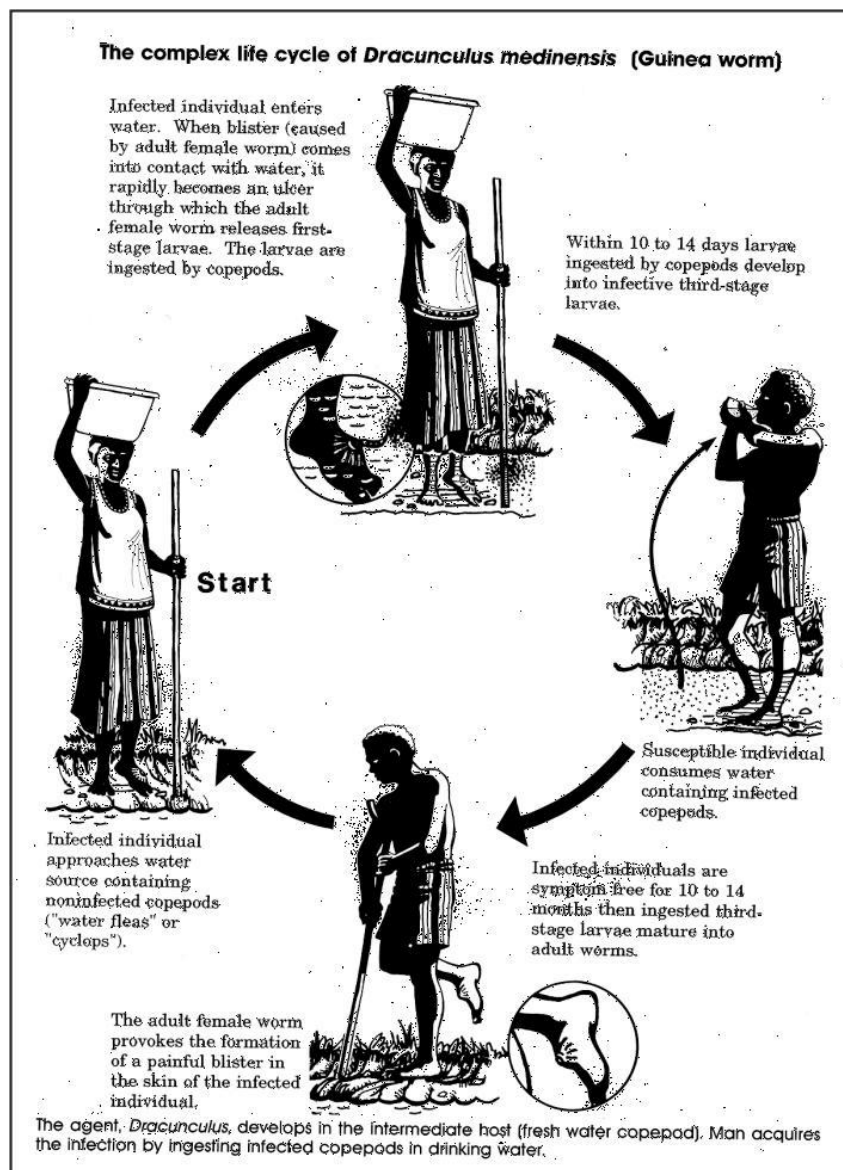 The complex life cycle of Dracunculus medinensis (Guinea worm)
Infected individual enters
water. When blister (caused
by adult female worm) comes
into contact with water, it
rapidly becomes an ulcer
through which the adult
female worm releases first-
stage larvae. The larvae are
ingested by copepods.
Within 10 to 14 days larvae
ingested by copepods develop
into infective third-stage
larvae.
Start
Susceptible individual
consumes water
containing infected
copepods.
Infected individual
approaches water
source containing
noninfected copepods
("water fleas" or
"cyclops").
Infected individuals are
symptom free for 10 to 14
months then ingested third-
stage larvae mature into
adult worms.
The adult female worm
provokes the formation
of a painful blister in
the skin of the infected
individual.
The agent, Dracunculus, develops in the intermediate host (fresh water copepod). Man acquires
the infection by ingesting infected copepods in drinking water.